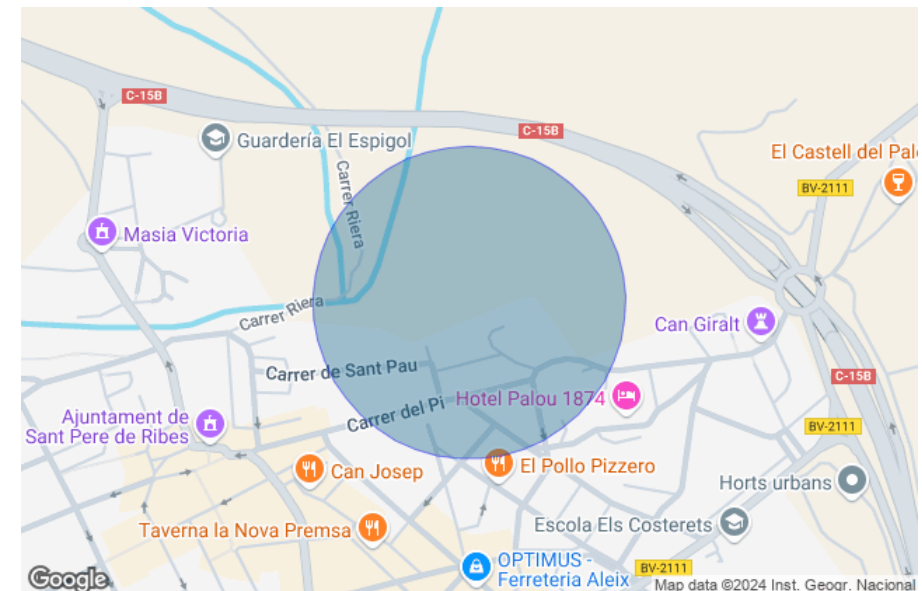 C-15B
Guardería El Espigol
C-15B
El Castell del Pal
BV-2111
Carrer Riera
Masia Victoria
Carrer Riera
Can Giralt
Carrer de Sant Pau
C-15B
Hotel Palou 1874
Carrer del Pi
Ajuntament de
Sant Pere de Ribes
BV-2111
El Pollo Pizzero
Can Josep
Horts urbans
Taverna la Nova Premsa
Escola Els Costerets
OPTIMUS -
Ferreteria Aleix
BV-2111
Google
Map data ©2024 Inst. Geogr. Nacional